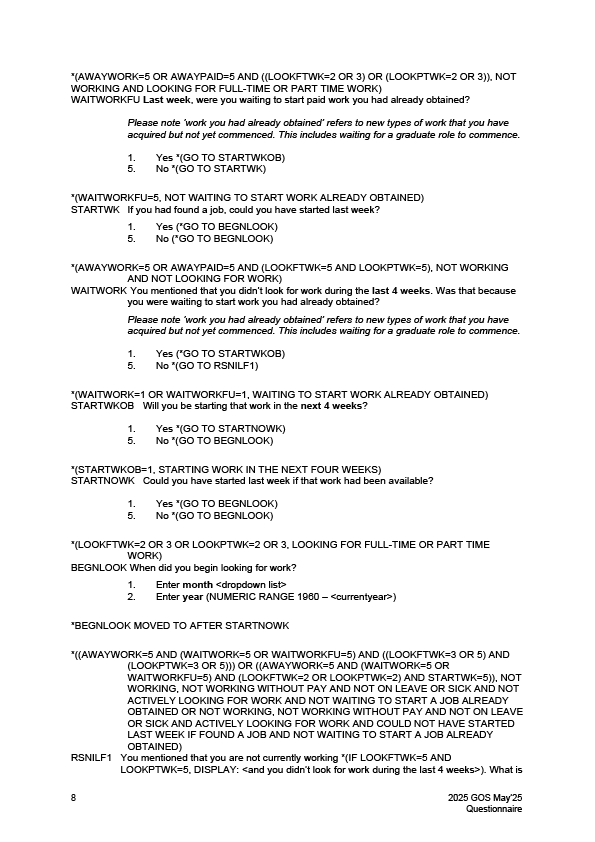 *(AWAYWORK=5 OR AWAYPAID=5 AND ((LOOKFTWK=2 OR 3) OR (LOOKPTWK=2 OR 3)), NOT
WORKING AND LOOKING FOR FULL-TIME OR PART TIME WORK)
WAITWORKFU Last week, were you waiting to start paid work you had already obtained?
Please note 'work you had already obtained' refers to new types of work that you have
acquired but not yet commenced. This includes waiting for a graduate role to commence.
1. Yes *(GO TO STARTWKOB)
5. No *(GO TO STARTWK)
*(WAITWORKFU=5, NOT WAITING TO START WORK ALREADY OBTAINED)
STARTWK If you had found a job, could you have started last week?
1. Yes (*GO TO BEGNLOOK)
5. No (*GO TO BEGNLOOK)
*(AWAYWORK=5 OR AWAYPAID=5 AND (LOOKFTWK=5 AND LOOKPTWK=5), NOT WORKING
AND NOT LOOKING FOR WORK)
WAITWORK You mentioned that you didn't look for work during the last 4 weeks. Was that because
you were waiting to start work you had already obtained?
Please note 'work you had already obtained' refers to new types of work that you have
acquired but not yet commenced. This includes waiting for a graduate role to commence.
1. Yes (*GO TO STARTWKOB)
5. No *(GO TO RSNILF1)
*(WAITWORK=1 OR WAITWORKFU=1, WAITING TO START WORK ALREADY OBTAINED)
STARTWKOB Will you be starting that work in the next 4 weeks?
1. Yes *(GO TO STARTNOWK)
5. No *(GO TO BEGNLOOK)
*(STARTWKOB=1, STARTING WORK IN THE NEXT FOUR WEEKS)
STARTNOWK Could you have started last week if that work had been available?
1. Yes *(GO TO BEGNLOOK)
5. No *(GO TO BEGNLOOK)
*(LOOKFTWK=2 OR 3 OR LOOKPTWK=2 OR 3, LOOKING FOR FULL-TIME OR PART TIME
WORK)
BEGNLOOK When did you begin looking for work?
1. Enter month <dropdown list>
2. Enter year (NUMERIC RANGE 1960 – <currentyear>)
*BEGNLOOK MOVED TO AFTER STARTNOWK
*((AWAYWORK=5 AND (WAITWORK=5 OR WAITWORKFU=5) AND ((LOOKFTWK=3 OR 5) AND
(LOOKPTWK=3 OR 5))) OR ((AWAYWORK=5 AND (WAITWORK=5 OR
WAITWORKFU=5) AND (LOOKFTWK=2 OR LOOKPTWK=2) AND STARTWK=5)), NOT
WORKING, NOT WORKING WITHOUT PAY AND NOT ON LEAVE OR SICK AND NOT
ACTIVELY LOOKING FOR WORK AND NOT WAITING TO START A JOB ALREADY
OBTAINED OR NOT WORKING, NOT WORKING WITHOUT PAY AND NOT ON LEAVE
OR SICK AND ACTIVELY LOOKING FOR WORK AND COULD NOT HAVE STARTED
LAST WEEK IF FOUND A JOB AND NOT WAITING TO START A JOB ALREADY
OBTAINED)
RSNILF1 You mentioned that you are not currently working *(IF LOOKFTWK=5 AND
LOOKPTWK=5, DISPLAY: <and you didn't look for work during the last 4 weeks>). What is
8
2025 GOS May'25
Questionnaire